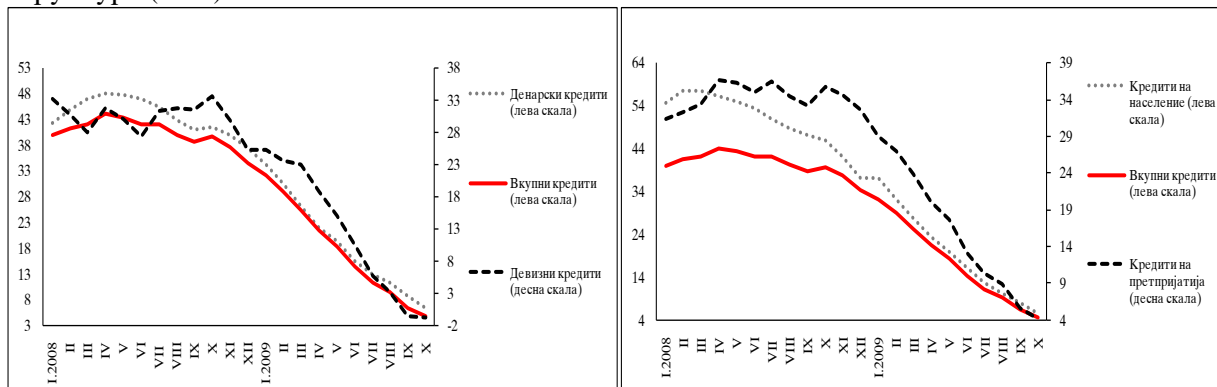 53
48
43
38
33
28
23
18
13
8
3
38
33
28
23
18
13
8
3
-2
I.2008
II
III
IV
V
VI
VII
VIII
IX
X
XI
XII
I.2009
II
III
IV
V
VI
VII
VIII
IX
X
Денарски кредити
(лева скала)
Вкупни кредити
(лева скала)
Девизни кредити
(десна скала)
64
54
44
34
24
14
4
39
34
29
24
19
14
9
4
I.2008
II
III
IV
V
VI
VII
VIII
IX
X
XI
XII
I.2009
II
III
IV
V
VI
VII
VIII
IX
X
Кредити на
население (лева
скала)
Вкупни кредити
(лева скала)
Кредити на
претпријатија
(десна скала)